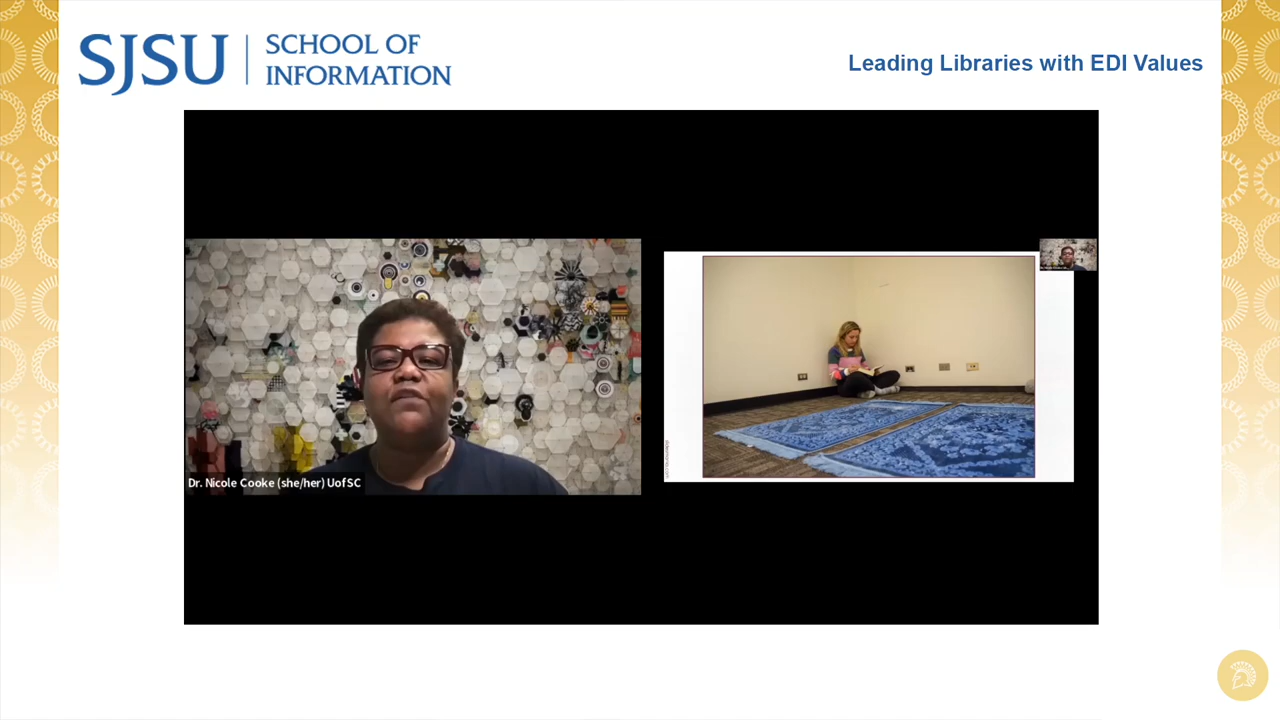 SJSU
SCHOOL OF
INFORMATION
Leading Libraries with EDI Values
Dr. Nicole Cooke (she/her) UofSC